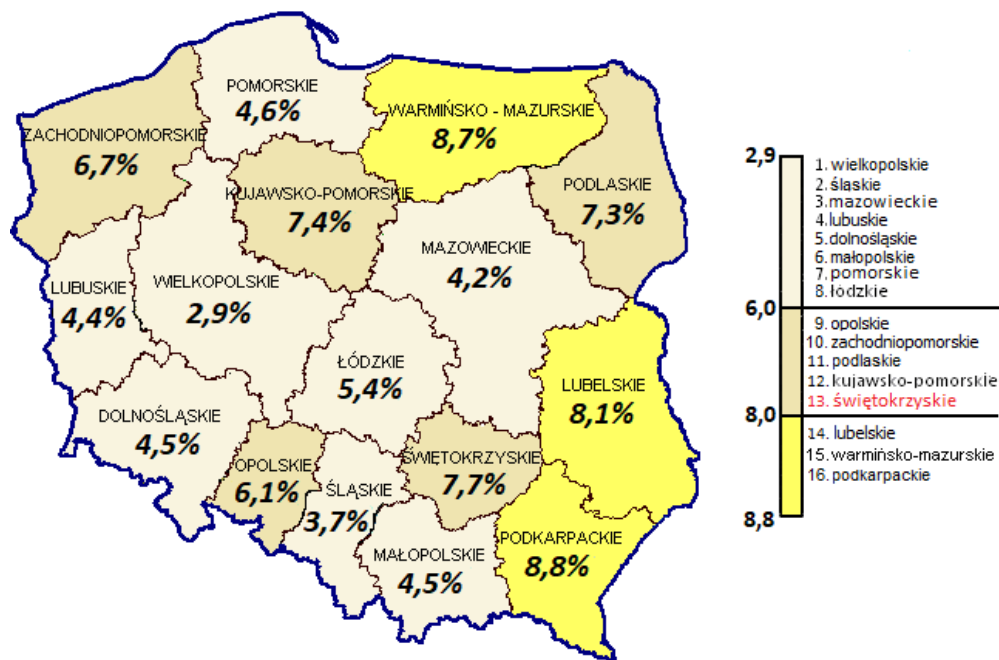 POMORSKIE
4,6%
WARMIŃSKO - MAZURSKIE
8,7%
ZACHODNIOPOMORSKIE
6,7%
KUJAWSKO-POMORSKIE
7,4%
PODLASKIE
7,3%
MAZOWIECKIE
4,2%
WIELKOPOLSKIE
2,9%
LUBUSKIE
4,4%
ŁÓDZKIE
5,4%
LUBELSKIE
8,1%
DOLNOŚLĄSKIE
4,5%
OPOLSKIE
6,1%
ŚLĄSKIE
3,7%
ŚWIĘTOKRZYSKIE
7,7%
MAŁOPOLSKIE
4,5%
PODKARPACKIE
8,8%
2,9
1. wielkopolskie
2. śląskie
3. mazowieckie
4. lubuskie
5. dolnośląskie
6. małopolskie
7. pomorskie
8. łódzkie
6,0
9. opolskie
10. zachodniopomorskie
11. podlaskie
12. kujawsko-pomorskie
13. świętokrzyskie
8,0
14. lubelskie
15. warmińsko-mazurskie
16. podkarpackie
8,8